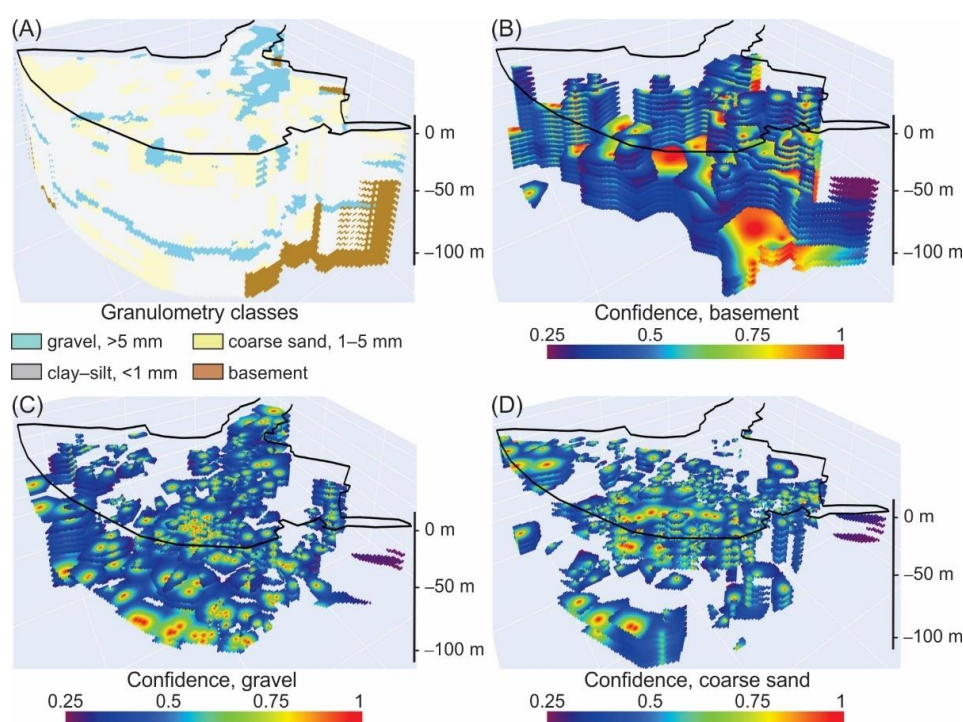 (A)
0 m
–50 m
–100 m
Granulometry classes
gravel, >5 mm
coarse sand, 1–5 mm
clay–silt, <1 mm
basement
(B)
0 m
–50 m
–100 m
Confidence, basement
0.25 0.5 0.75 1
(C)
0 m
–50 m
–100 m
Confidence, gravel
0.25 0.5 0.75 1
(D)
0 m
–50 m
–100 m
Confidence, coarse sand
0.25 0.5 0.75 1